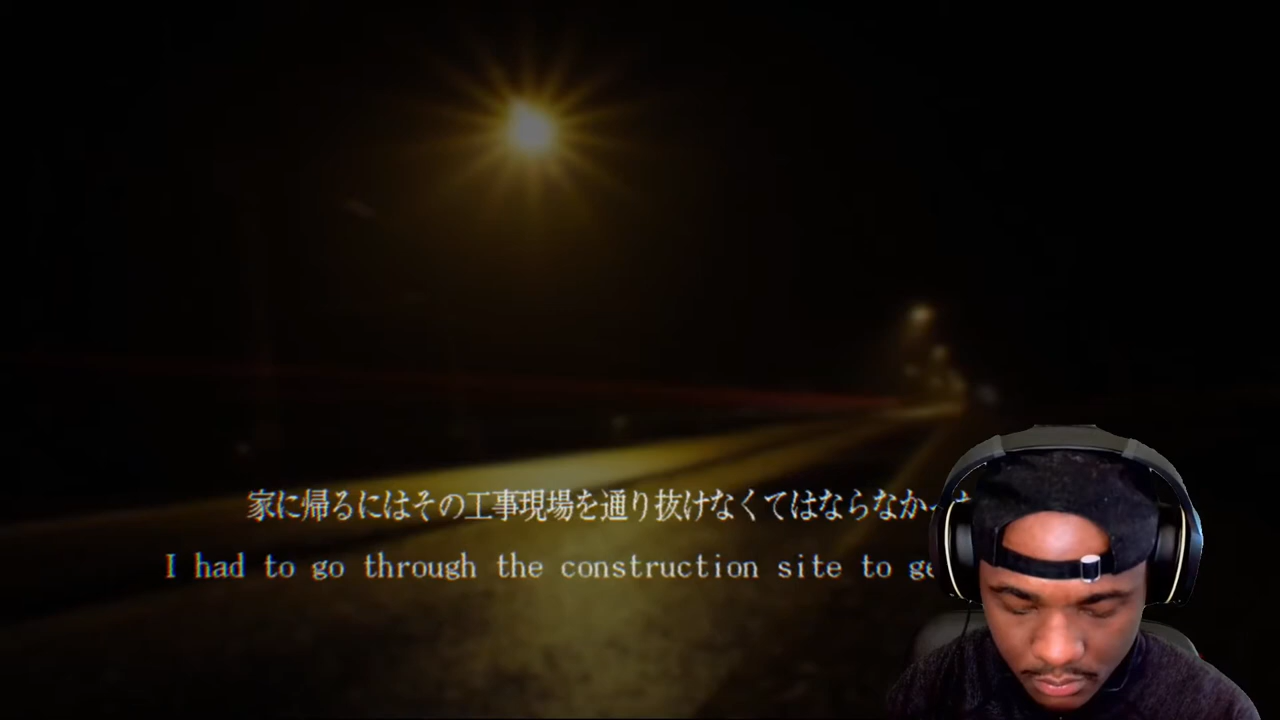 家に帰るにはその工事現場を通り抜けなくてはならなか
I had to go through the construction site to